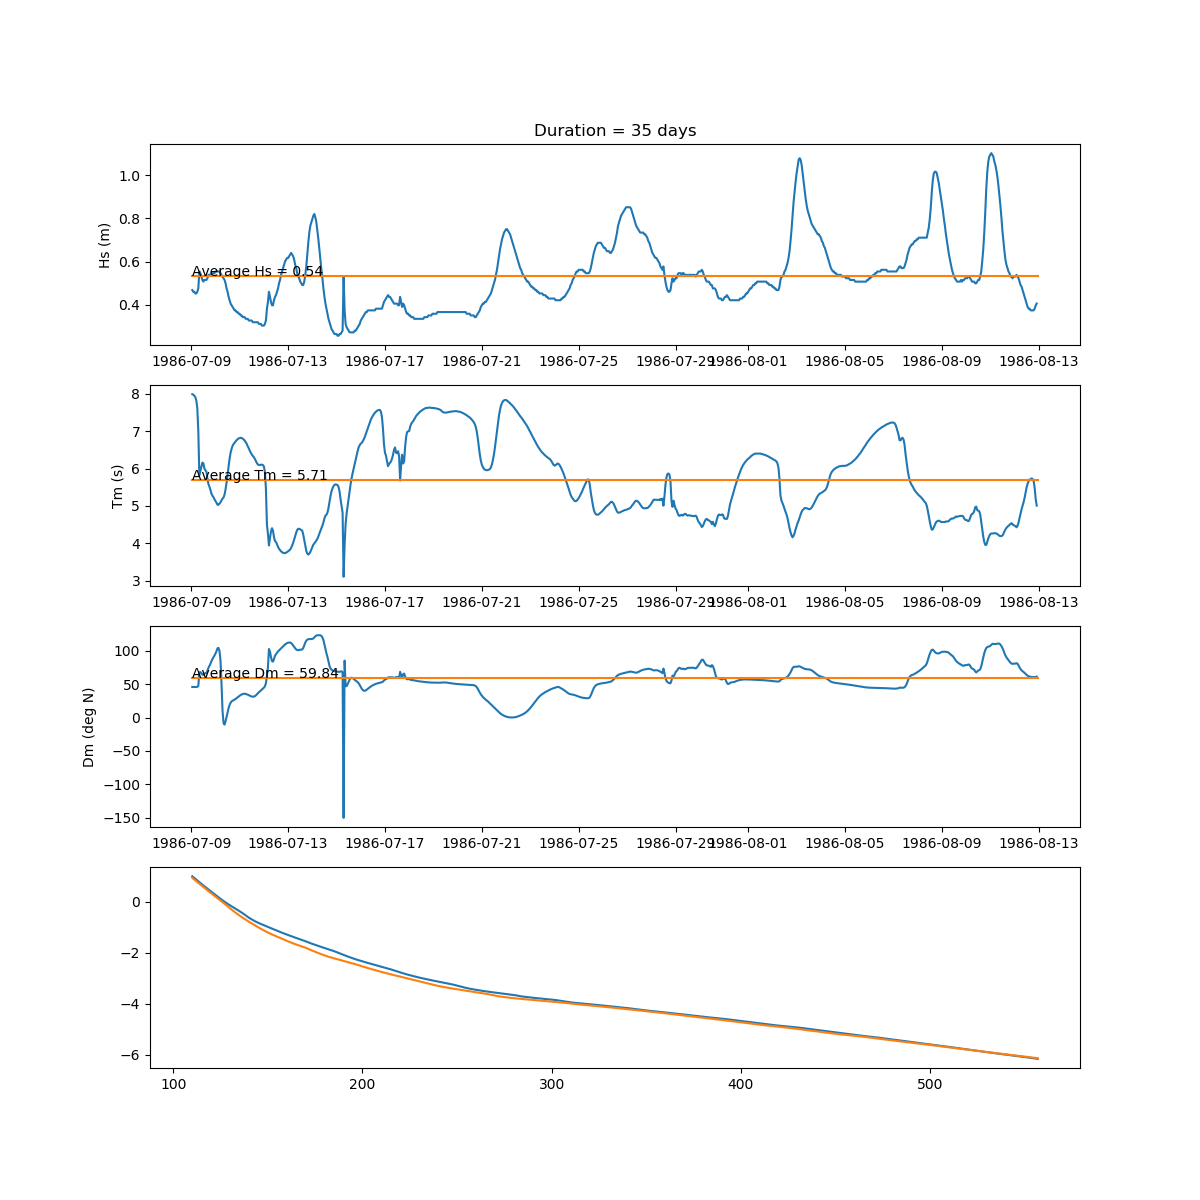 Duration = 35 days
1.0
0.8
0.6
0.4
Hs (m)
Average Hs = 0.54
1986-07-09 1986-07-13 1986-07-17 1986-07-21 1986-07-25 1986-07-29 1986-08-01 1986-08-05 1986-08-09 1986-08-13
8
7
6
5
4
3
Tm (s)
Average Tm = 5.71
1986-07-09 1986-07-13 1986-07-17 1986-07-21 1986-07-25 1986-07-29 1986-08-01 1986-08-05 1986-08-09 1986-08-13
100
50
0
−50
−100
−150
Dm (deg N)
Average Dm = 59.84
1986-07-09 1986-07-13 1986-07-17 1986-07-21 1986-07-25 1986-07-29 1986-08-01 1986-08-05 1986-08-09 1986-08-13
0
−2
−4
−6
100 200 300 400 500